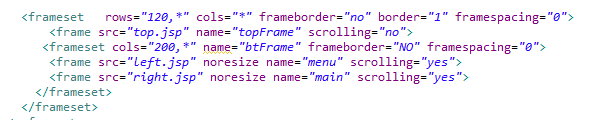 <frameset rows="120,*" cols="*" frameborder="no" border="1" framespacing="0">
<frame src="top.jsp" name="topFrame" scrolling="no">
<frameset cols="200,*" name="btFrame" frameborder="NO" framespacing="0">
<frame src="left.jsp" noresize name="menu" scrolling="yes">
<frame src="right.jsp" noresize name="main" scrolling="yes">
</frameset>
</frameset>